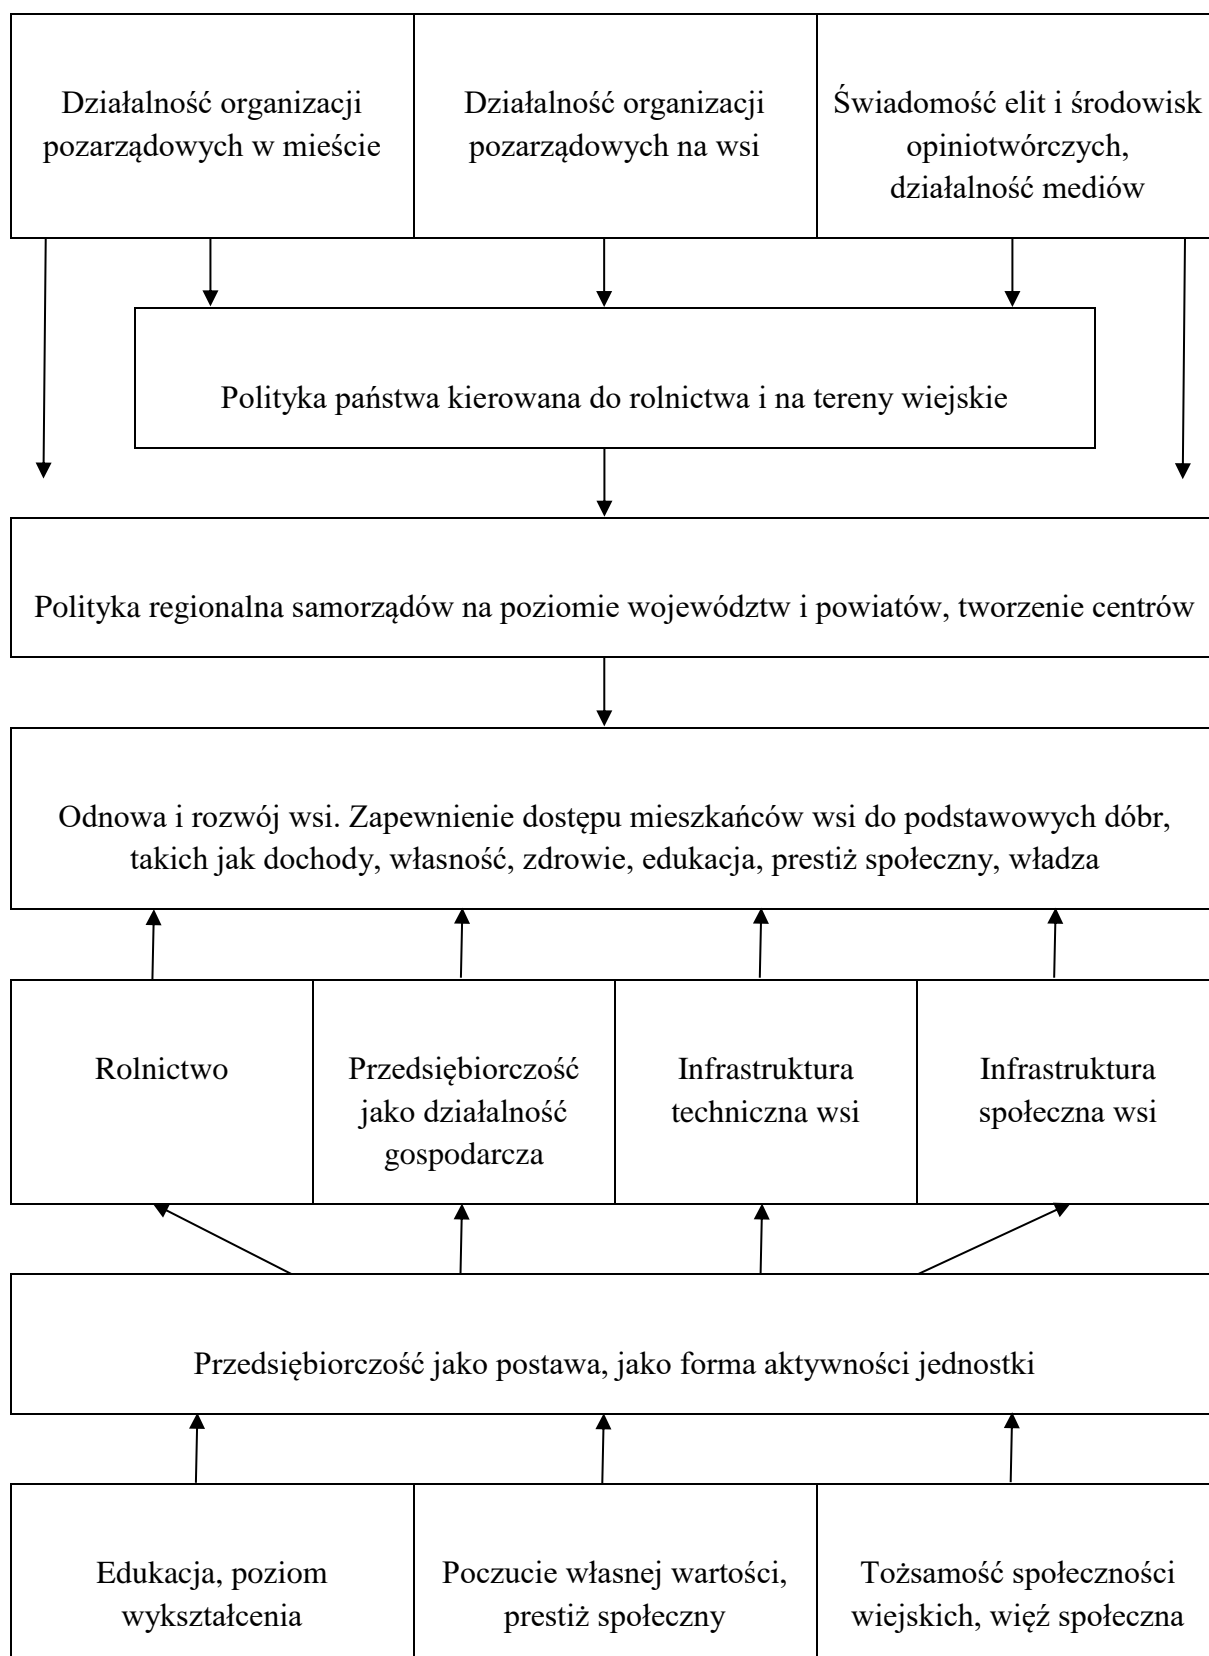 Działalność organizacji
pozarządowych w mieście
Działalność organizacji
pozarządowych na wsi
Świadomość elit i środowisk
opiniotwórczych,
działalność mediów
Polityka państwa kierowana do rolnictwa i na tereny wiejskie
Polityka regionalna samorządów na poziomie województw i powiatów, tworzenie centrów
Odnowa i rozwój wsi. Zapewnienie dostępu mieszkańców wsi do podstawowych dóbr,
takich jak dochody, własność, zdrowie, edukacja, prestiż społeczny, władza
Rolnictwo
Przedsiębiorczość
jako działalność
gospodarcza
Infrastruktura
techniczna wsi
Infrastruktura
społeczna wsi
Przedsiębiorczość jako postawa, jako forma aktywności jednostki
Edukacja, poziom
wykształcenia
Poczucie własnej wartości,
prestiż społeczny
Tożsamość społeczności
wiejskich, więź społeczna